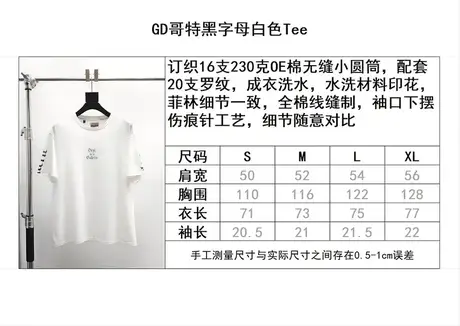 GD哥特黑字母白色Tee
订织16支230克OE棉无缝小圆筒，配套
20支罗纹，成衣洗水，水洗材料印花，
菲林细节一致，全棉线缝制，袖口下摆
伤痕针工艺，细节随意对比
尺码 S M L XL
肩宽 50 52 54 56
胸围 110 116 122 128
衣长 71 73 75 77
袖长 20.5 21 21.5 22
手工测量尺寸与实际尺寸之间存在0.5-1cm误差